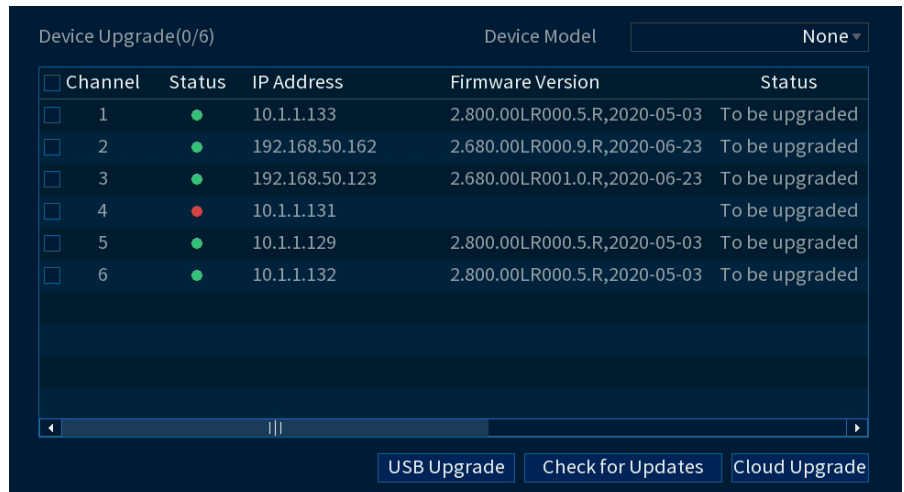 Device Upgrade(0/6) Device Model None
Channel Status IP Address Firmware Version Status
1 10.1.1.133 2.800.00LR000.5.R,2020-05-03 To be upgraded
2 192.168.50.162 2.680.00LR000.9.R,2020-06-23 To be upgraded
3 192.168.50.123 2.680.00LR001.0.R,2020-06-23 To be upgraded
4 10.1.1.131 To be upgraded
5 10.1.1.129 2.800.00LR000.5.R,2020-05-03 To be upgraded
6 10.1.1.132 2.800.00LR000.5.R,2020-05-03 To be upgraded
USB Upgrade Check for Updates Cloud Upgrade